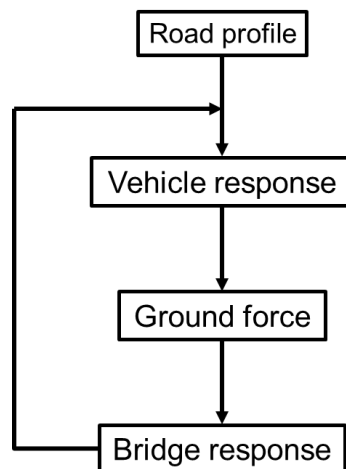 Road profile
Vehicle response
Ground force
Bridge response